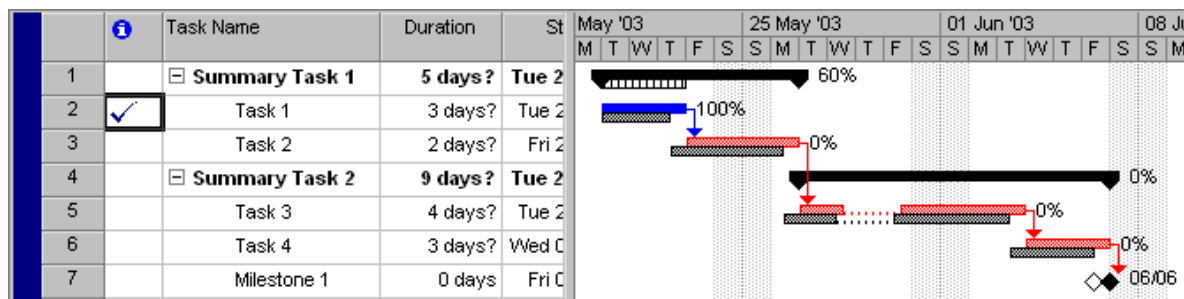 Task Name Duration St May '03 25 May '03 01 Jun '03 08 Ju
M T W T F S S M T W T F S S M T W T F S S M
1 Summary Task 1 5 days? Tue 2 60%
2 Task 1 3 days? Tue 2 100%
3 Task 2 2 days? Fri 2 0%
4 Summary Task 2 9 days? Tue 2 0%
5 Task 3 4 days? Tue 2 0%
6 Task 4 3 days? Wed 0 0%
7 Milestone 1 0 days Fri 0 06/06